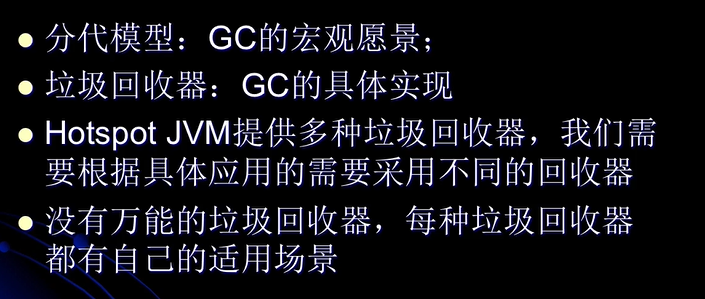 分代模型：GC的宏观愿景；
垃圾回收器：GC的具体实现
Hotspot JVM提供多种垃圾回收器，我们需
要根据具体应用的需要采用不同的回收器
没有万能的垃圾回收器，每种垃圾回收器
都有自己的适用场景